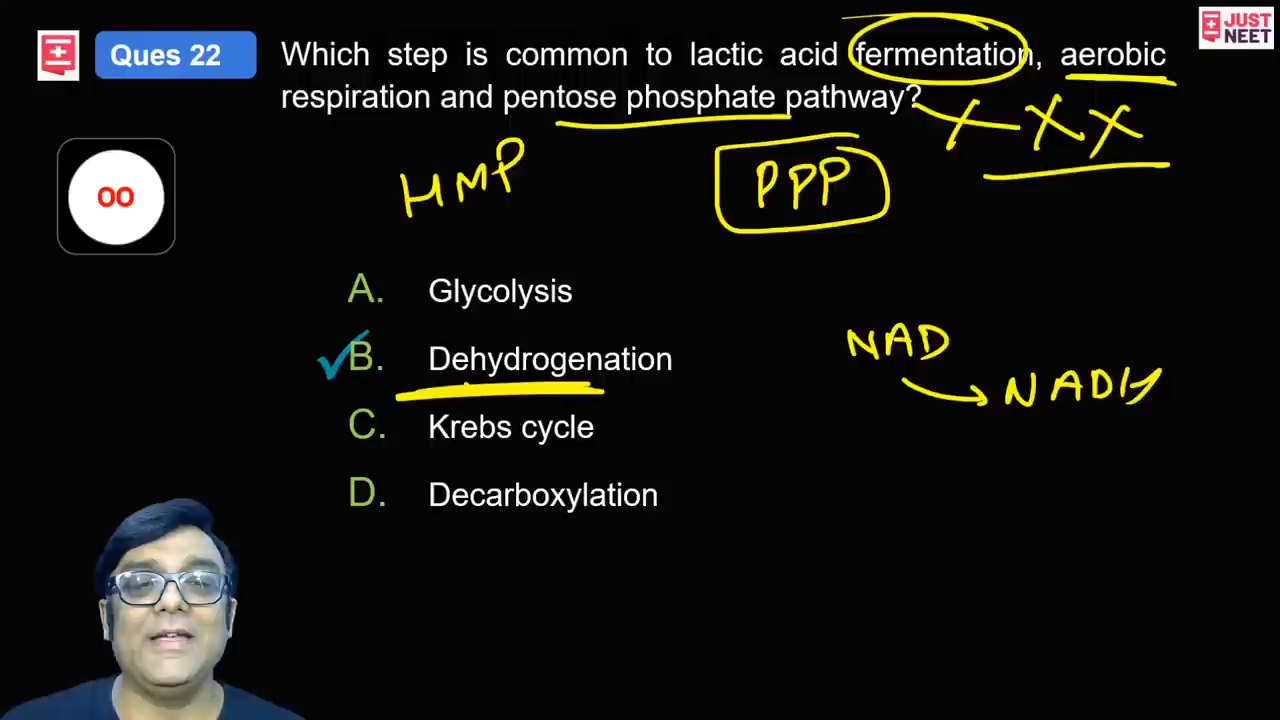 JUST
NEET
Ques 22
Which step is common to lactic acid fermentation, aerobic
respiration and pentose phosphate pathway?
XXX
HMP
PPP
00
A. Glycolysis
B. Dehydrogenation
C. Krebs cycle
D. Decarboxylation
NAD
NADH